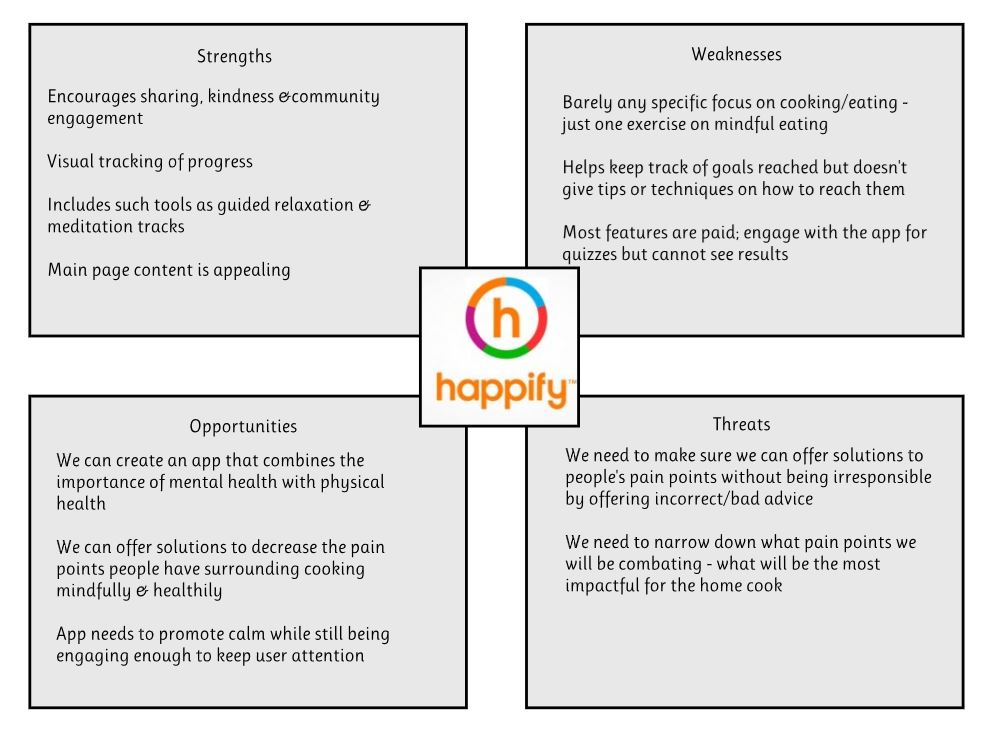 Strengths
Encourages sharing, kindness &community
engagement
Visual tracking of progress
Includes such tools as guided relaxation &
meditation tracks
Main page content is appealing
Weaknesses
Barely any specific focus on cooking/eating -
just one exercise on mindful eating
Helps keep track of goals reached but doesn't
give tips or techniques on how to reach them
Most features are paid; engage with the app for
quizzes but cannot see results
h
happify™
Opportunities
We can create an app that combines the
importance of mental health with physical
health
We can offer solutions to decrease the pain
points people have surrounding cooking
mindfully & healthily
App needs to promote calm while still being
engaging enough to keep user attention
Threats
We need to make sure we can offer solutions to
people's pain points without being irresponsible
by offering incorrect/bad advice
We need to narrow down what pain points we
will be combating - what will be the most
impactful for the home cook